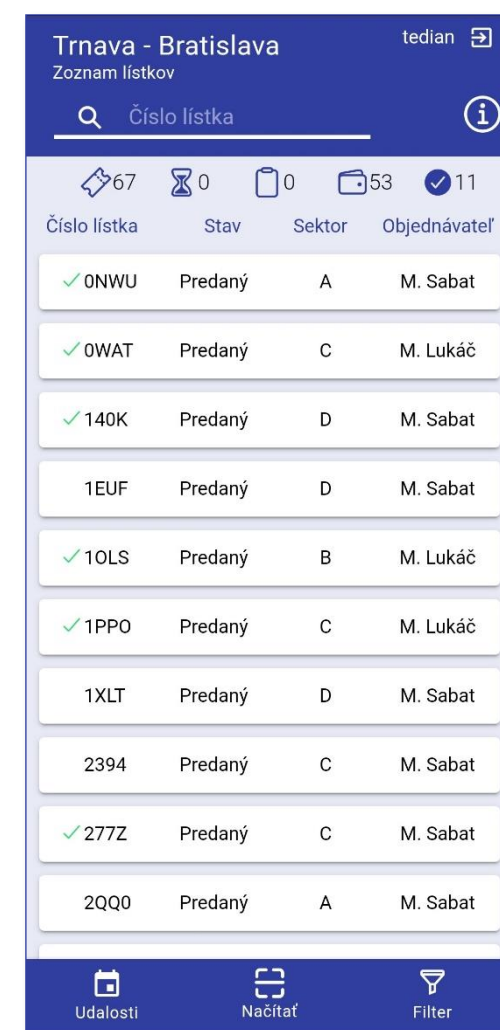 Trnava - Bratislava
tedian
Zoznam lístkov
Číslo lístka
67 0 0 53 11
Číslo lístka Stav Sektor Objednávateľ
0NWU Predaný A M. Sabat
0WAT Predaný C M. Lukáč
140K Predaný D M. Sabat
1EUF Predaný D M. Sabat
1OLS Predaný B M. Lukáč
1PPO Predaný C M. Lukáč
1XLT Predaný D M. Sabat
2394 Predaný C M. Sabat
277Z Predaný C M. Sabat
2QQ0 Predaný A M. Sabat
Udalosti Načítať Filter